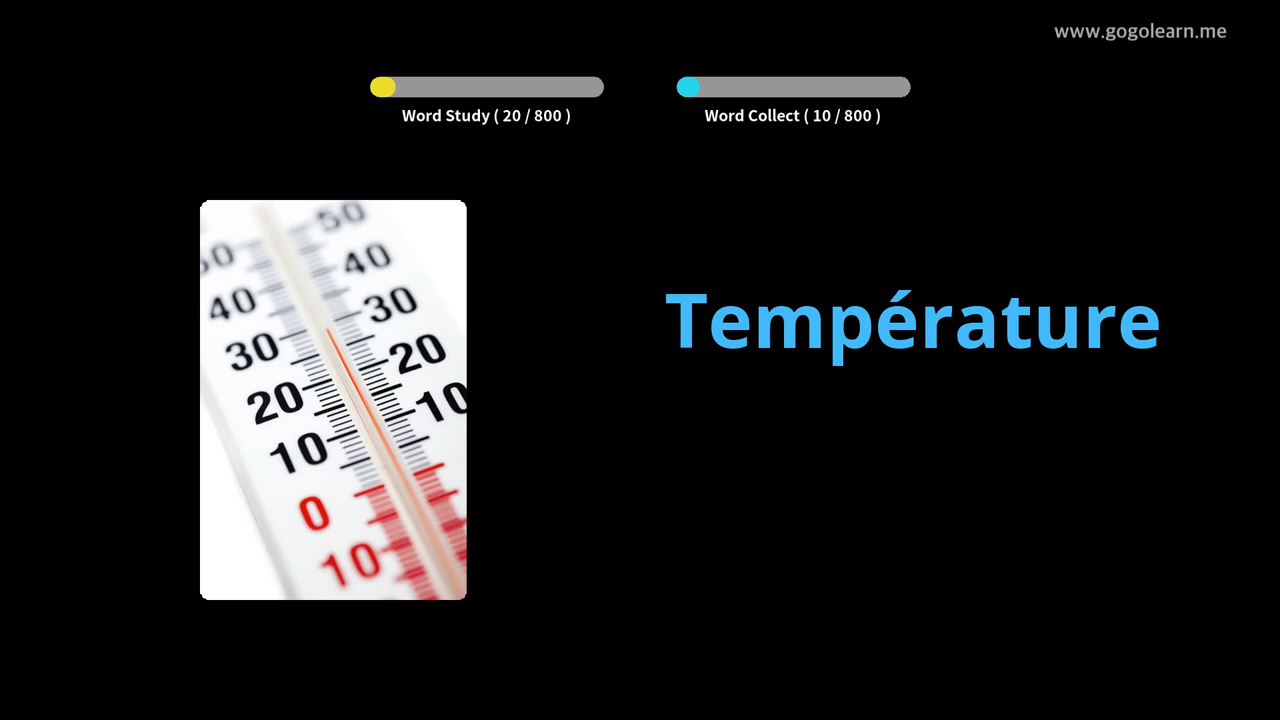 www.gogolearn.me
Word Study ( 20 / 800 )
Word Collect ( 10 / 800 )
50
40
40
30
30
20
20
10
10
0
10
Température